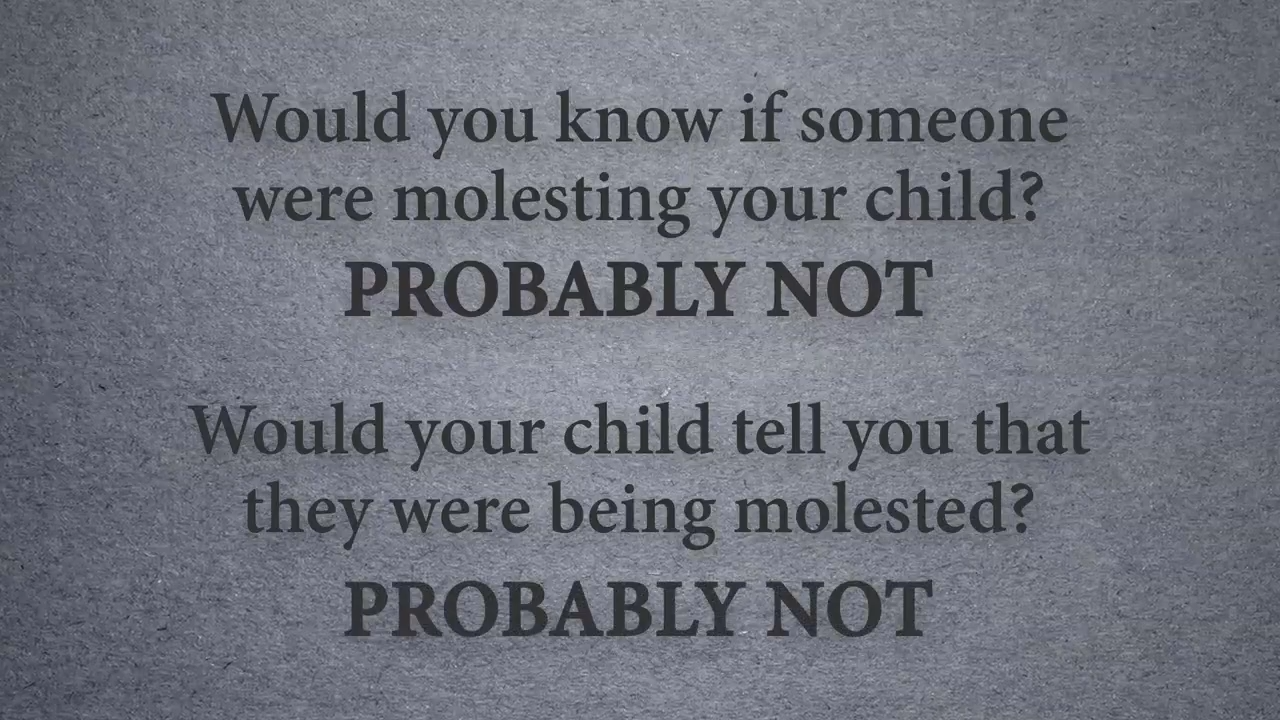 Would you know if someone
were molesting your child?
PROBABLY NOT
Would your child tell you that
they were being molested?
PROBABLY NOT